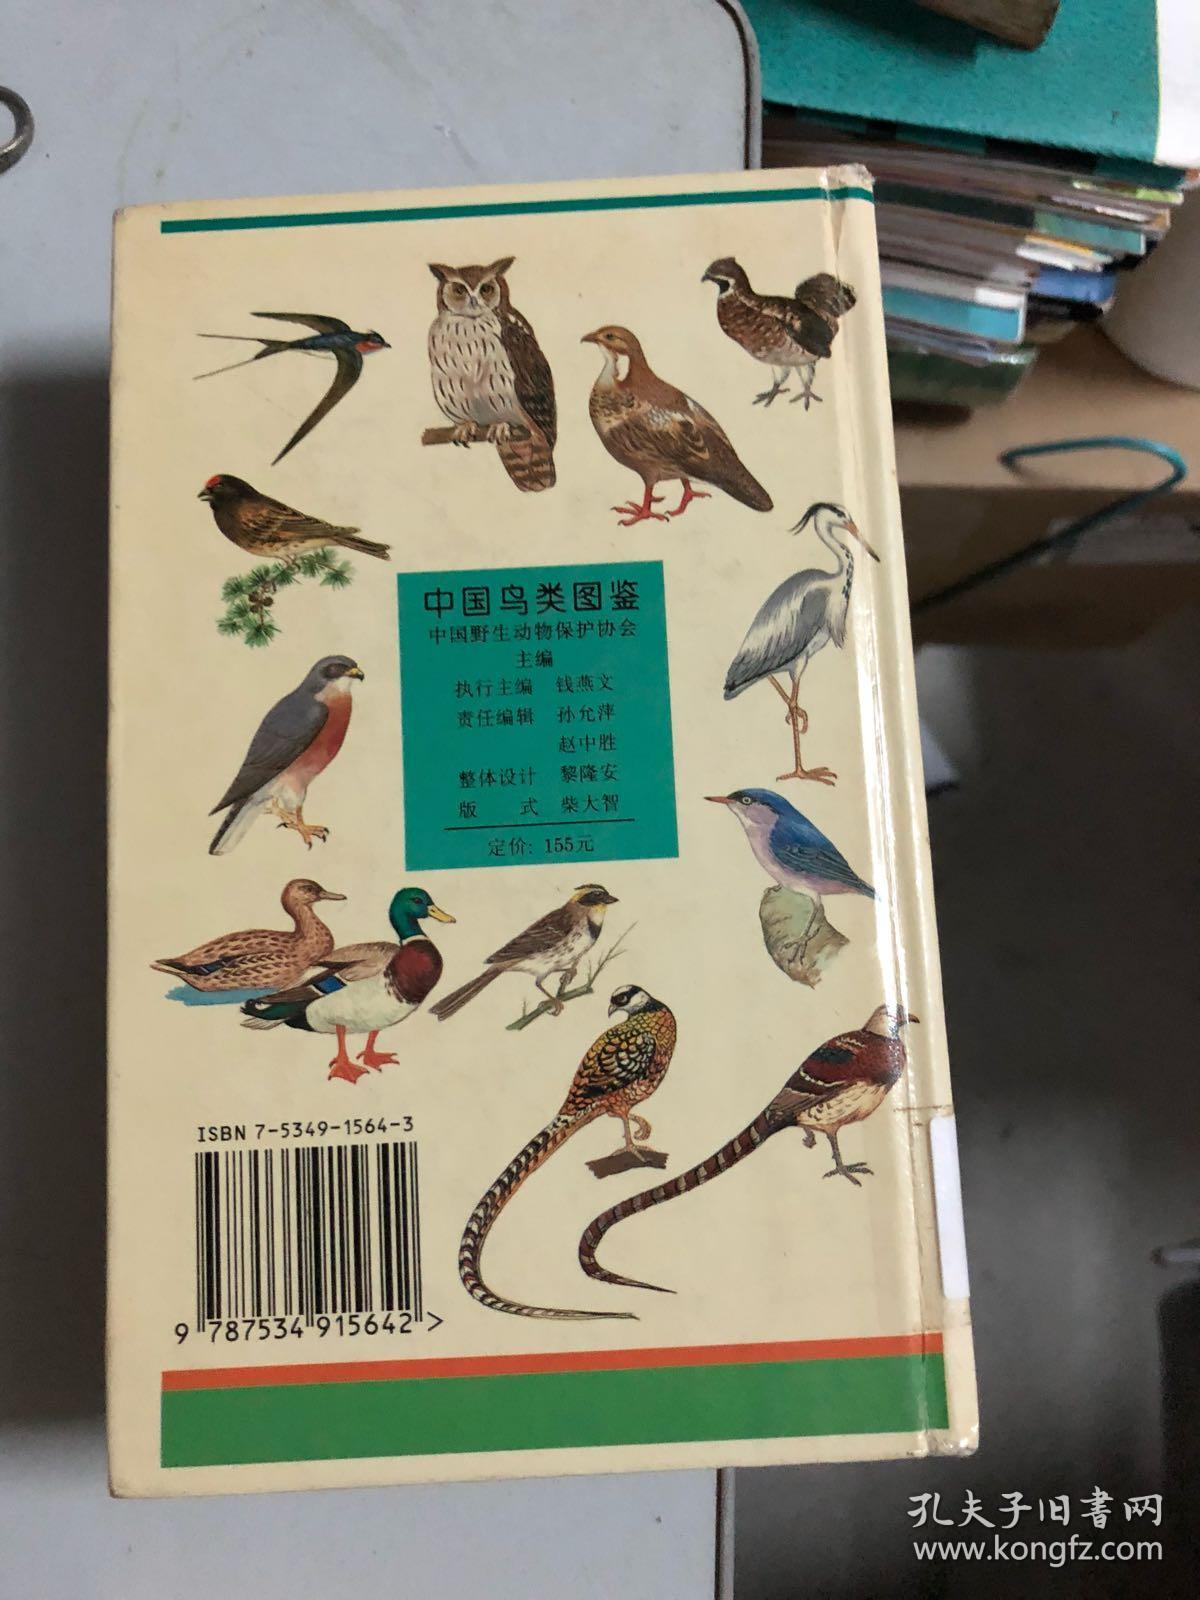 中国鸟类图鉴
中国野生动物保护协会
主编
执行主编 钱燕文
责任编辑 孙允萍
赵中胜
整体设计 黎隆安
版 式 柴大智
定价: 155元
ISBN 7-5349-1564-3
9 787534 915642 >
孔夫子旧書网
www.kongfz.com